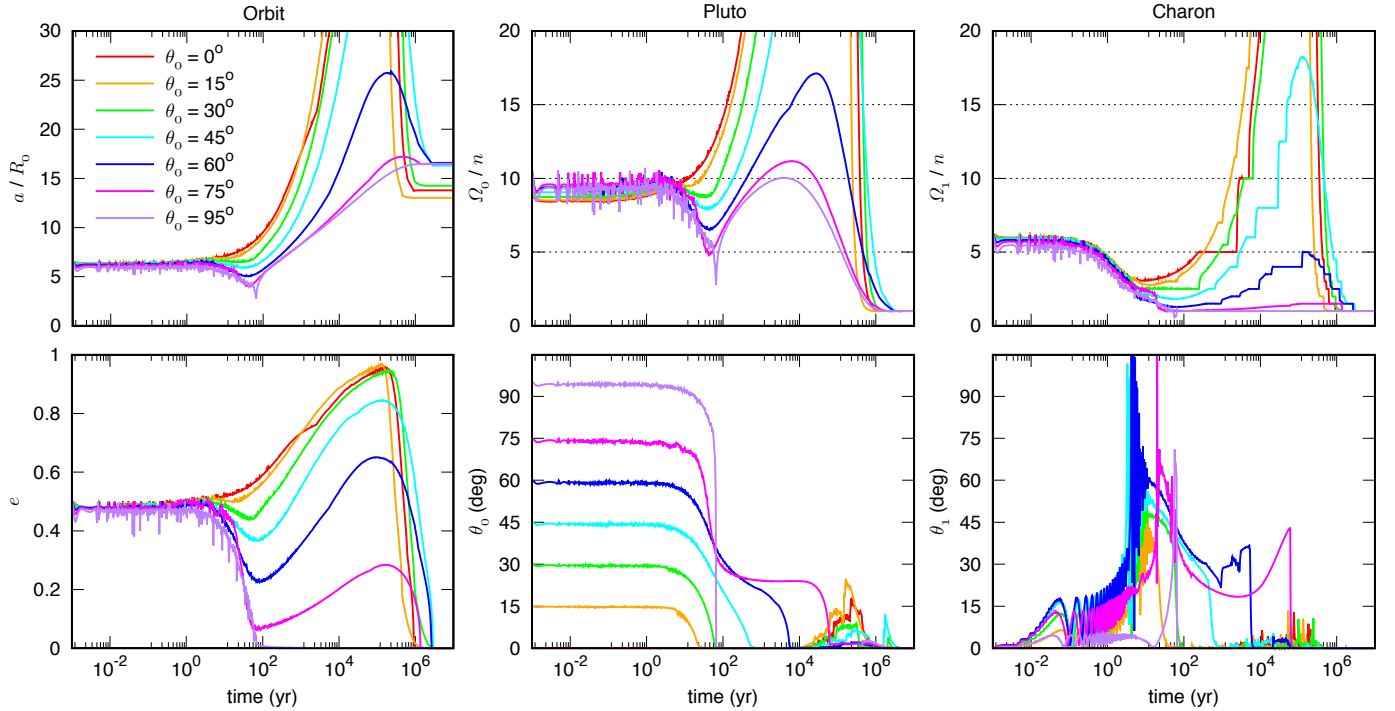 Orbit
Pluto
Charon
30
25
20
15
10
5
0
a / R₀
θₒ = 0º
θₒ = 15º
θₒ = 30º
θₒ = 45º
θₒ = 60º
θₒ = 75º
θₒ = 95º
20
15
10
5
0
Ω₀ / n
20
15
10
5
0
Ω₁ / n
1
0.8
0.6
0.4
0.2
0
e
10⁻² 10⁰ 10² 10⁴ 10⁶
time (yr)
90
75
60
45
30
15
0
θ₀ (deg)
10⁻² 10⁰ 10² 10⁴ 10⁶
time (yr)
90
75
60
45
30
15
0
θ₁ (deg)
10⁻² 10⁰ 10² 10⁴ 10⁶
time (yr)